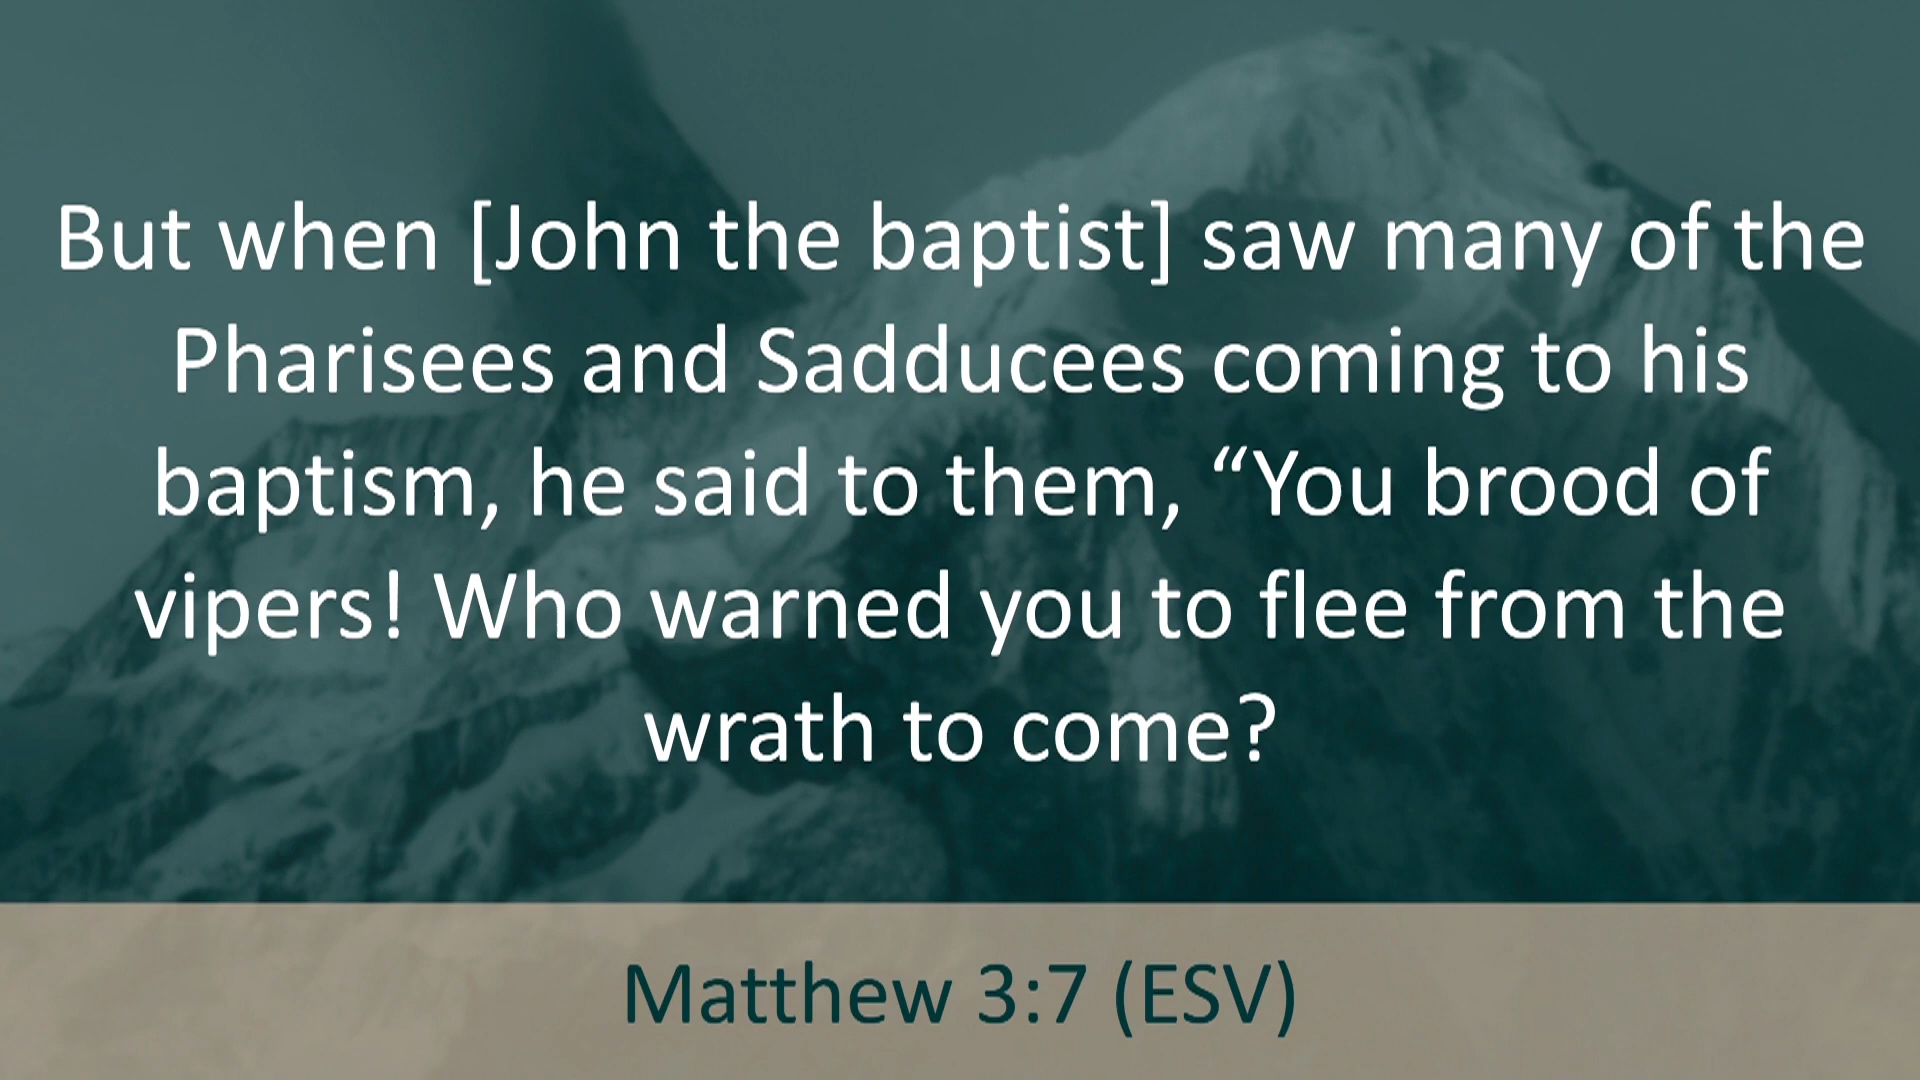 But when [John the baptist] saw many of the
Pharisees and Sadducees coming to his
baptism, he said to them, “You brood of
vipers! Who warned you to flee from the
wrath to come?
Matthew 3:7 (ESV)